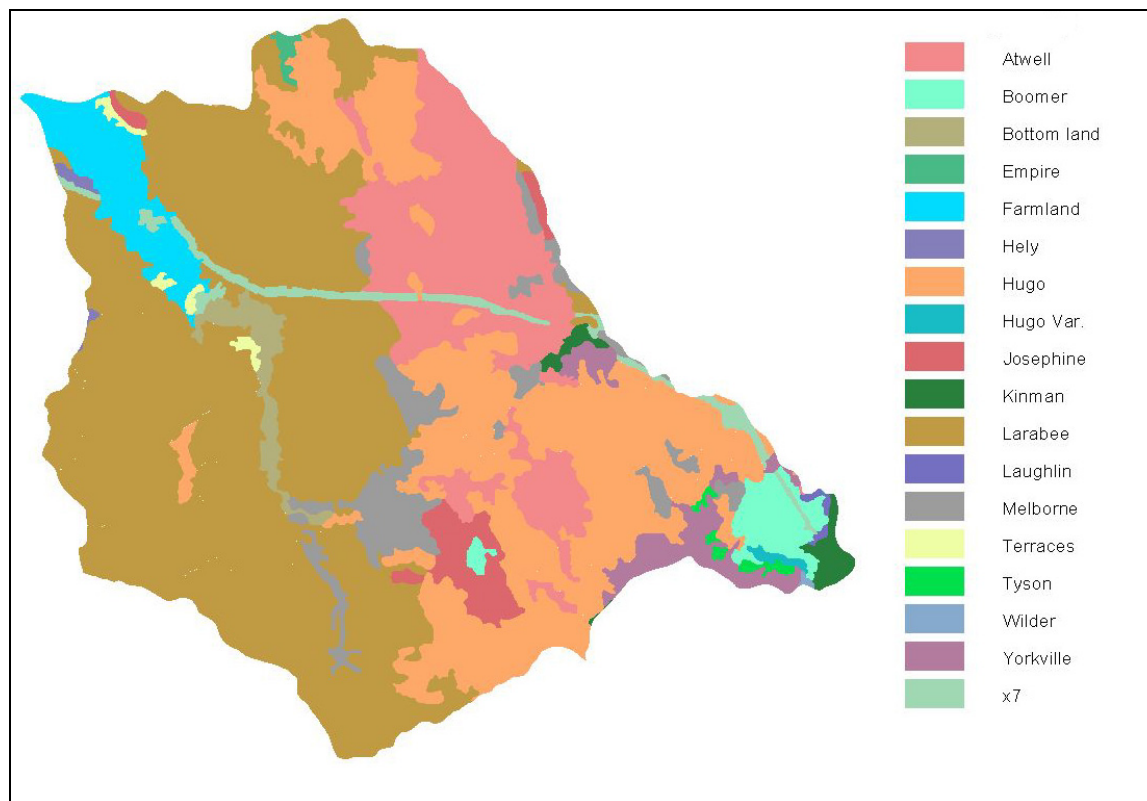 Atwell
Boomer
Bottom land
Empire
Farmland
Hely
Hugo
Hugo Var.
Josephine
Kinman
Larabee
Laughlin
Melborne
Terraces
Tyson
Wilder
Yorkville
x7